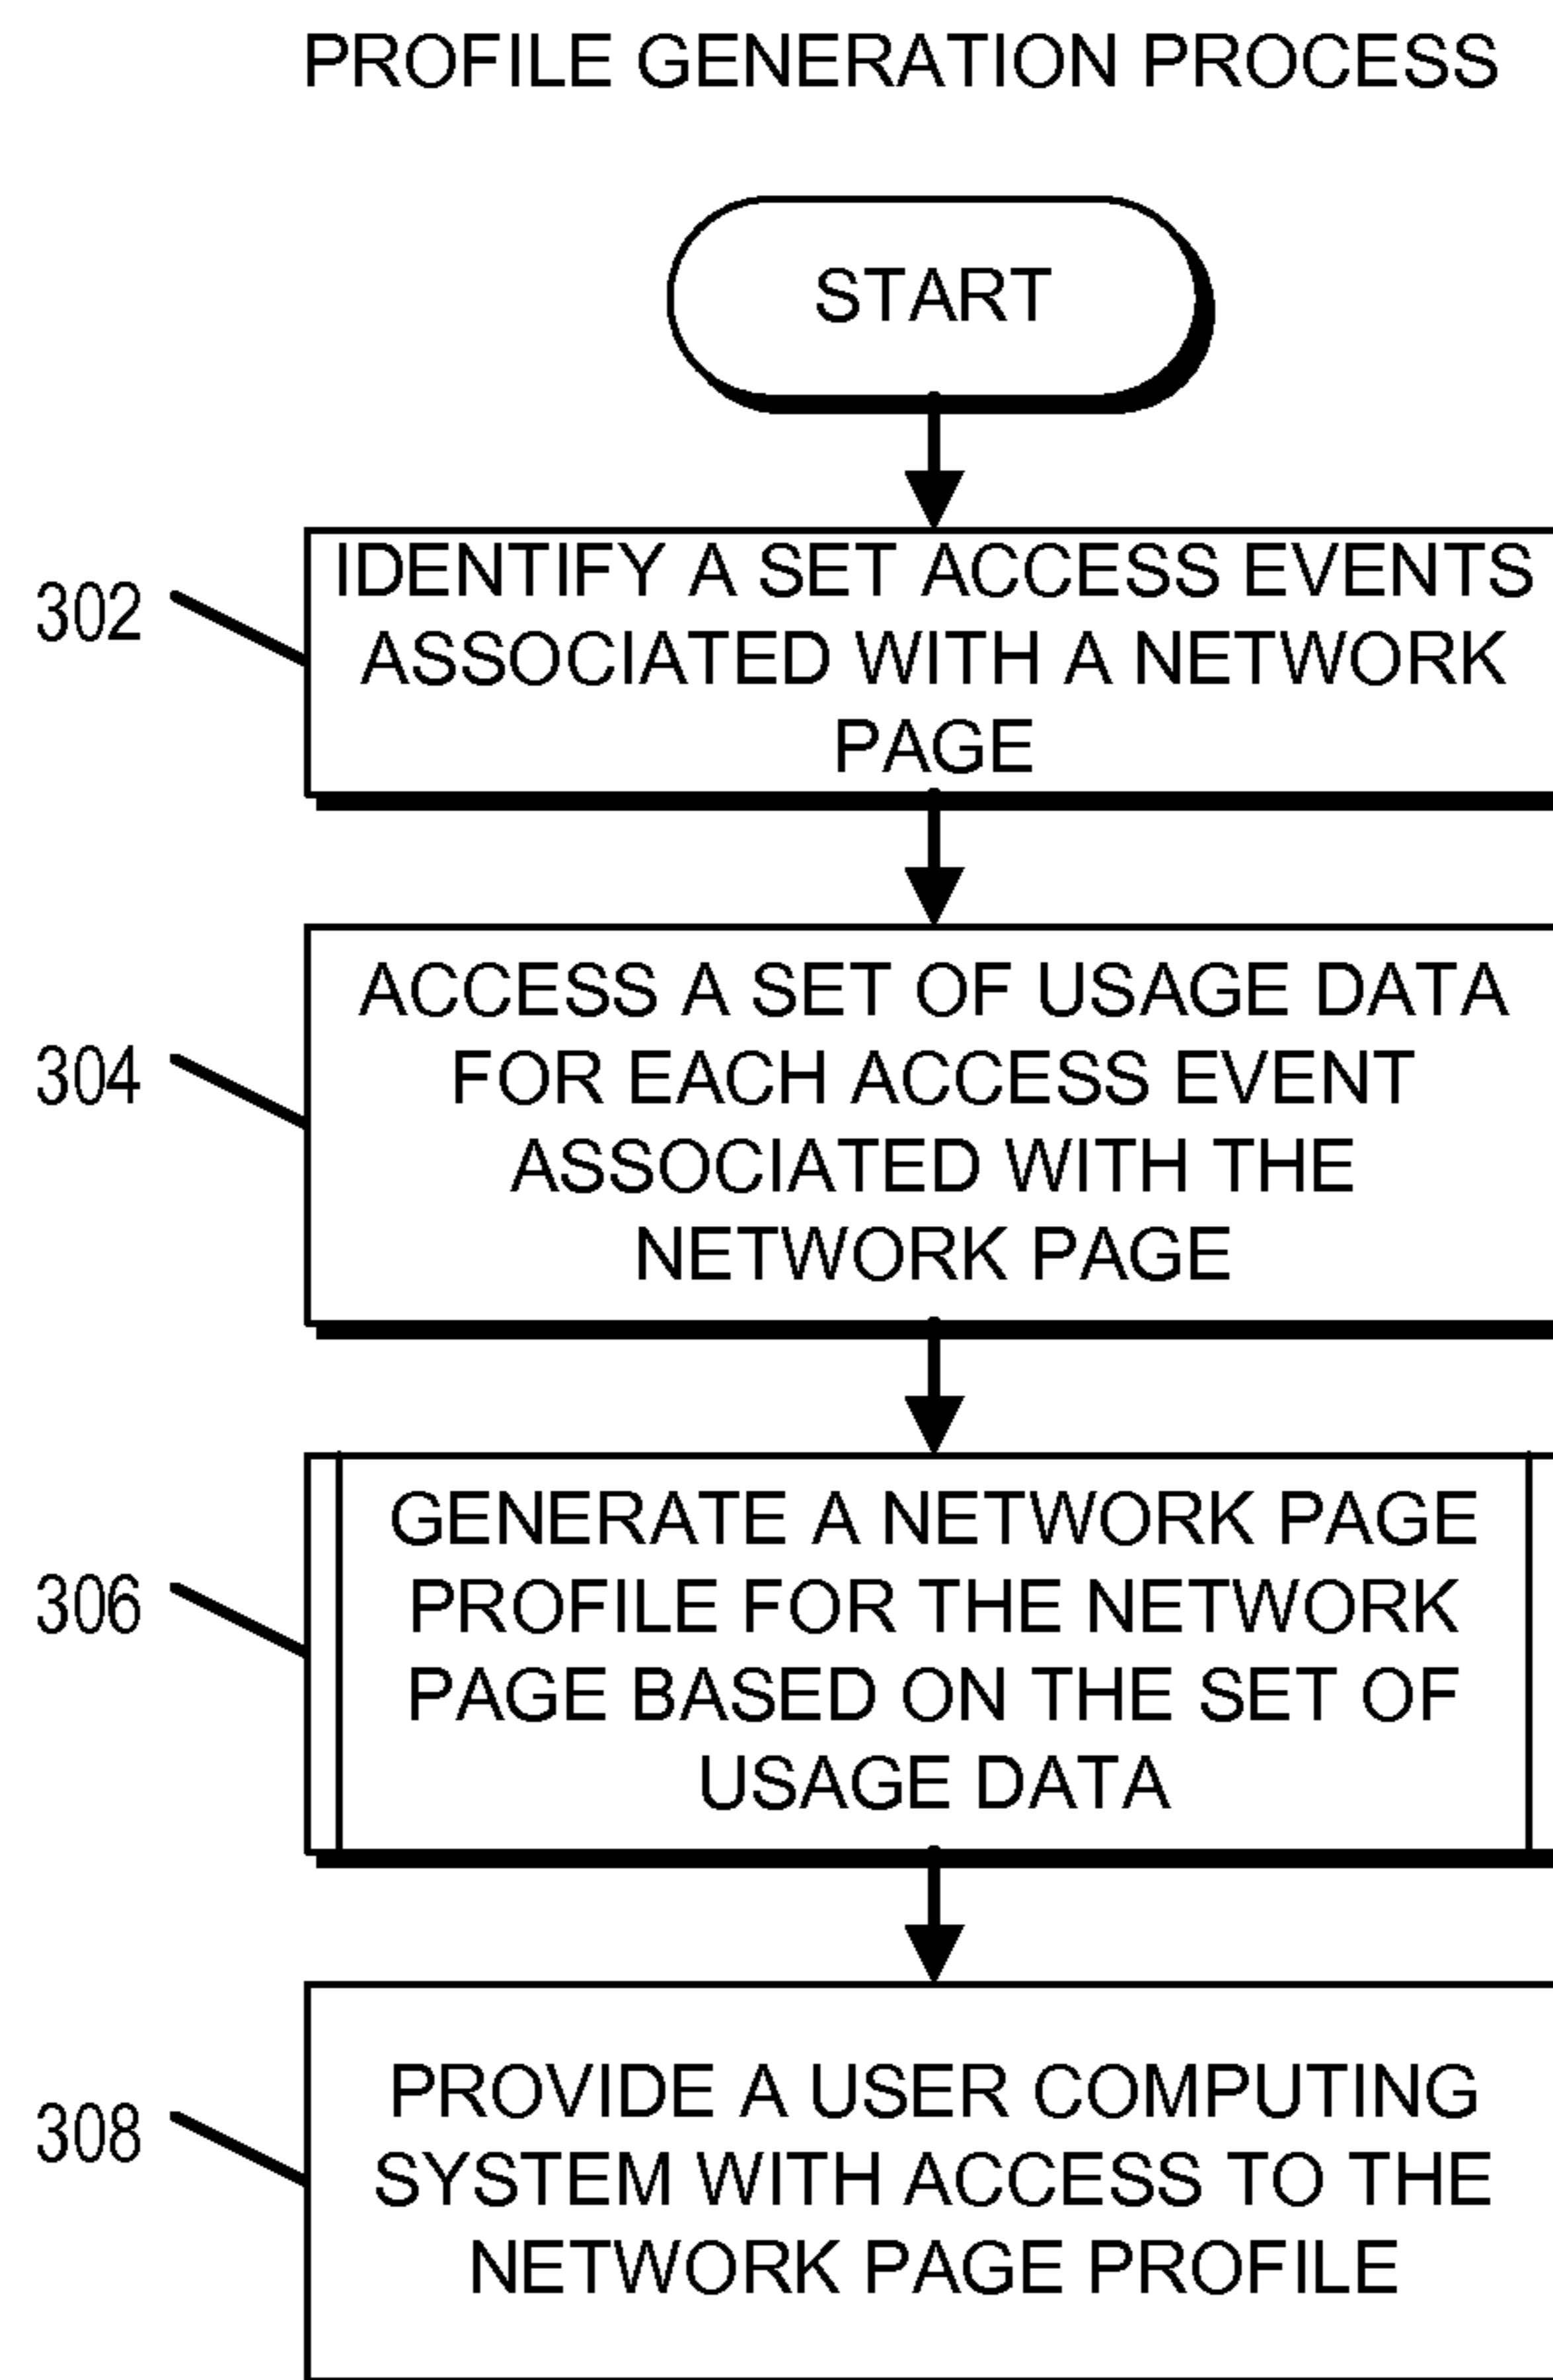 PROFILE GENERATION PROCESS
START
302
IDENTIFY A SET ACCESS EVENTS
ASSOCIATED WITH A NETWORK
PAGE
304
ACCESS A SET OF USAGE DATA
FOR EACH ACCESS EVENT
ASSOCIATED WITH THE
NETWORK PAGE
306
GENERATE A NETWORK PAGE
PROFILE FOR THE NETWORK
PAGE BASED ON THE SET OF
USAGE DATA
308
PROVIDE A USER COMPUTING
SYSTEM WITH ACCESS TO THE
NETWORK PAGE PROFILE